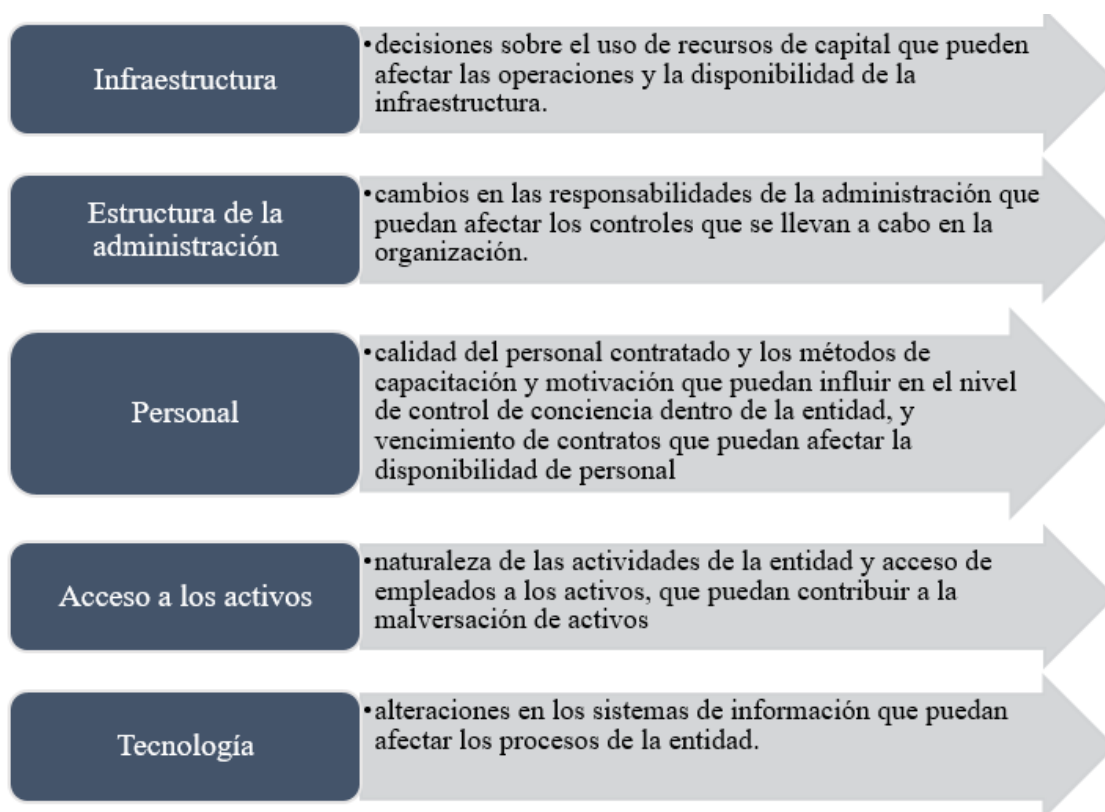 Infraestructura
•decisiones sobre el uso de recursos de capital que pueden
afectar las operaciones y la disponibilidad de la
infraestructura.
Estructura de la
administración
•cambios en las responsabilidades de la administración que
puedan afectar los controles que se llevan a cabo en la
organización.
Personal
•calidad del personal contratado y los métodos de
capacitación y motivación que puedan influir en el nivel
de control de conciencia dentro de la entidad, y
vencimiento de contratos que puedan afectar la
disponibilidad de personal
Acceso a los activos
•naturaleza de las actividades de la entidad y acceso de
empleados a los activos, que puedan contribuir a la
malversación de activos
Tecnología
•alteraciones en los sistemas de información que puedan
afectar los procesos de la entidad.